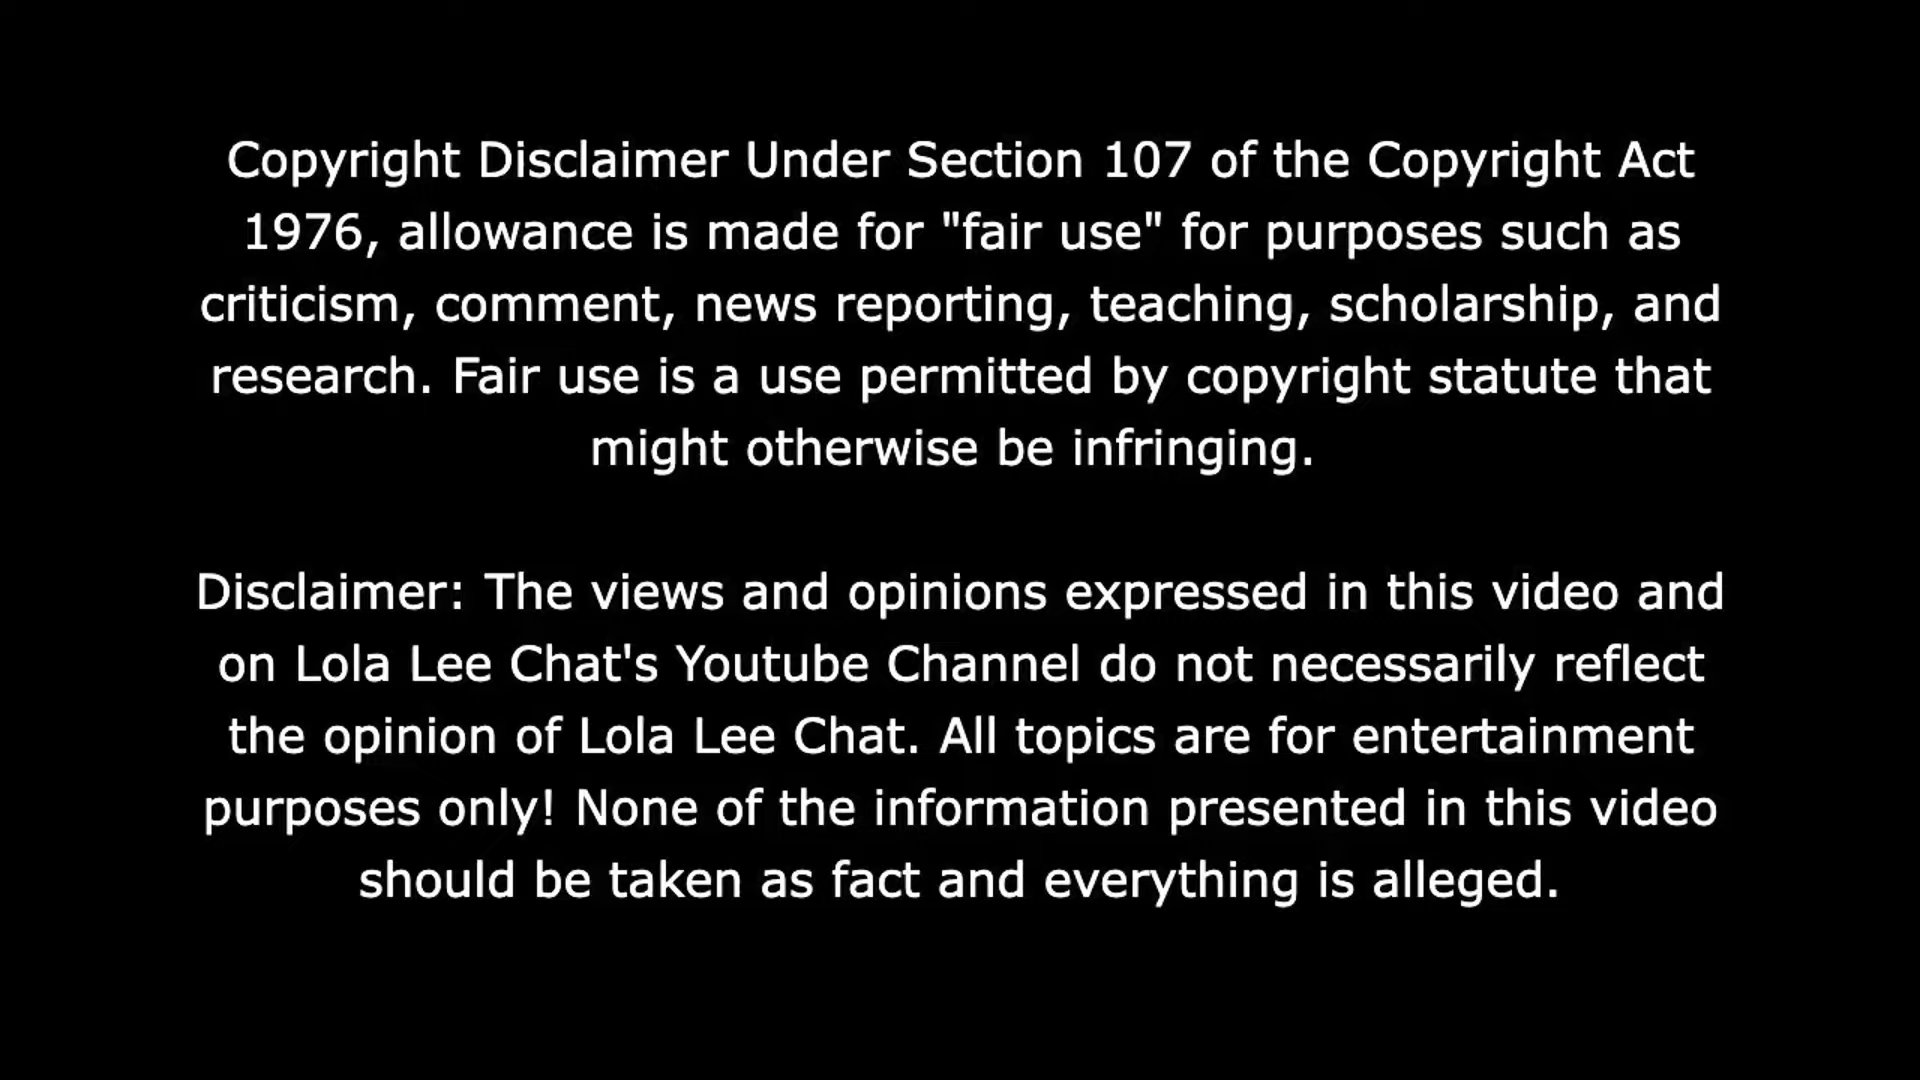 Copyright Disclaimer Under Section 107 of the Copyright Act
1976, allowance is made for "fair use" for purposes such as
criticism, comment, news reporting, teaching, scholarship, and
research. Fair use is a use permitted by copyright statute that
might otherwise be infringing.
Disclaimer: The views and opinions expressed in this video and
on Lola Lee Chat's Youtube Channel do not necessarily reflect
the opinion of Lola Lee Chat. All topics are for entertainment
purposes only! None of the information presented in this video
should be taken as fact and everything is alleged.